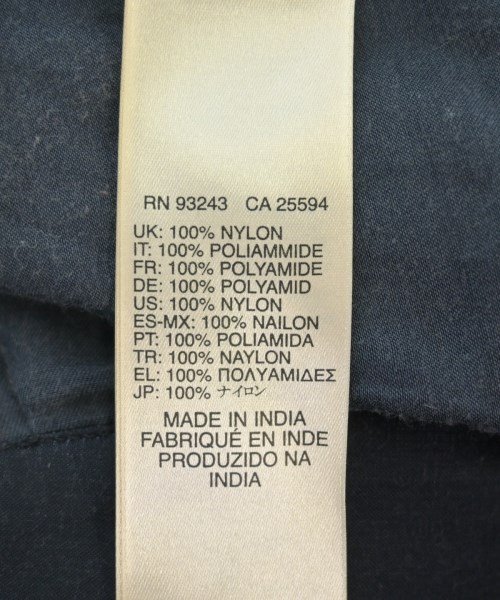 RN 93243 CA 25594
UK: 100% NYLON
IT: 100% POLIAMMIDE
FR: 100% POLYAMIDE
DE: 100% POLYAMID
US: 100% NYLON
ES-MX: 100% NAILON
PT: 100% POLIAMIDA
TR: 100% NAYLON
EL: 100% ΠΟΛΥΑΜΙΔΕΣ
JP: 100% ナイロン
MADE IN INDIA
FABRIQUÉ EN INDE
PRODUZIDO NA
INDIA